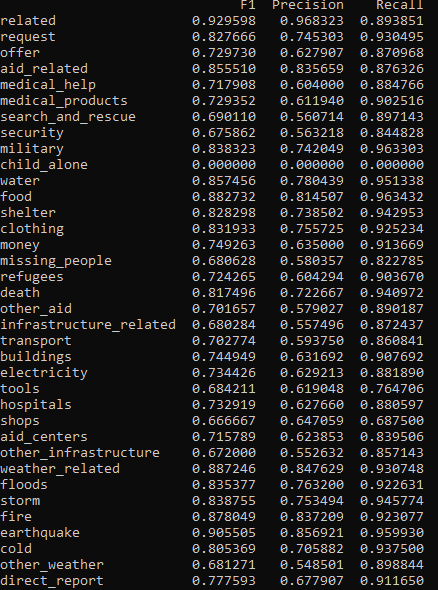 F1 Precision Recall
related 0.929598 0.968323 0.893851
request 0.827666 0.745303 0.930495
offer 0.729730 0.627907 0.870968
aid_related 0.855510 0.835659 0.876326
medical_help 0.717908 0.604000 0.884766
medical_products 0.729352 0.611940 0.902516
search_and_rescue 0.690110 0.560714 0.897143
security 0.675862 0.563218 0.844828
military 0.838323 0.742049 0.963303
child_alone 0.000000 0.000000 0.000000
water 0.857456 0.780439 0.951338
food 0.882732 0.814507 0.963432
shelter 0.828298 0.738502 0.942953
clothing 0.831933 0.755725 0.925234
money 0.749263 0.635000 0.913669
missing_people 0.680628 0.580357 0.822785
refugees 0.724265 0.604294 0.903670
death 0.817496 0.722667 0.940972
other_aid 0.701657 0.579027 0.890187
infrastructure_related 0.680284 0.557496 0.872437
transport 0.702774 0.593750 0.860841
buildings 0.744949 0.631692 0.907692
electricity 0.734426 0.629213 0.881890
tools 0.684211 0.619048 0.764706
hospitals 0.732919 0.627660 0.880597
shops 0.666667 0.647059 0.687500
aid_centers 0.715789 0.623853 0.839506
other_infrastructure 0.672000 0.552632 0.857143
weather_related 0.887246 0.847629 0.930748
floods 0.835377 0.763200 0.922631
storm 0.838755 0.753494 0.945774
fire 0.878049 0.837209 0.923077
earthquake 0.905505 0.856921 0.959930
cold 0.805369 0.705882 0.937500
other_weather 0.681271 0.548501 0.898844
direct_report 0.777593 0.677907 0.911650